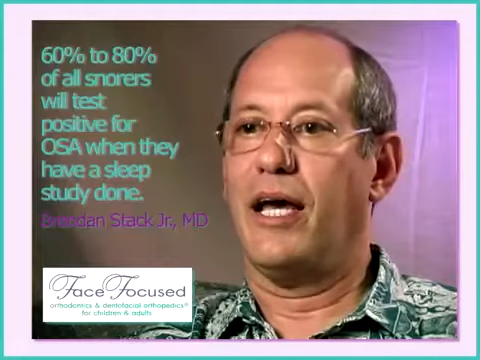 60% to 80%
of all snorers
will test
positive for
OSA when they
have a sleep
study done.
Brendan Stack Jr., MD
Face Focused
orthodontics & dentofacial orthopedics®
for children & adults